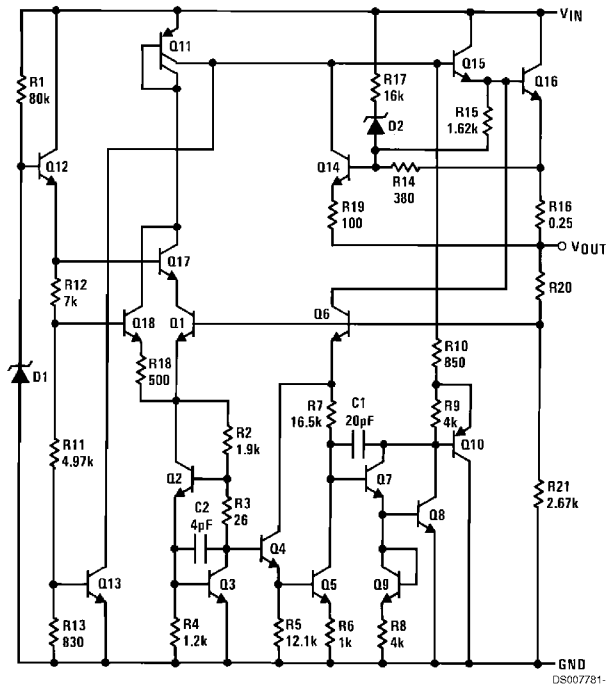 VIN
Q11
Q15
Q16
R1
80k
R17
16k
D2
R15
1.62k
Q12
Q14
R14
380
R19
100
R16
0.25
VOUT
R12
7k
Q17
Q18
Q1
Q6
R20
D1
R18
500
R10
850
R11
4.97k
R2
1.9k
R7
16.5k
C1
20pF
R9
4k
Q10
Q2
R3
26
C2
4pF
Q7
Q8
R21
2.67k
Q4
Q13
Q3
Q5
Q9
R13
830
R4
1.2k
R5
12.1k
R6
1k
R8
4k
GND
DS007781-